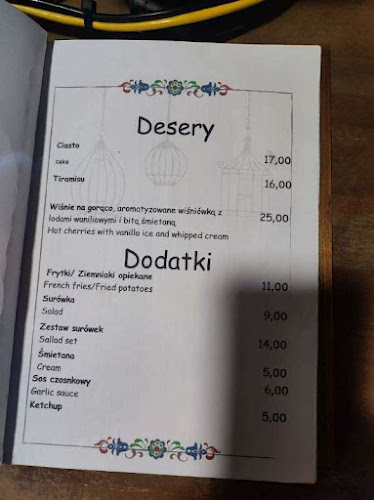 Desery
Ciasto
cake 17,00
Tiramisu 16,00
Wiśnie na gorąco, aromatyzowane wiśniówką z
lodami waniliowymi i bitą śmietaną 25,00
Hot cherries with vanilla ice and whipped cream
Dodatki
Frytki/ Ziemniaki opiekane
French fries/Fried potatoes 11,00
Surówka
Salad 9,00
Zestaw surówek
Sallad set 14,00
Śmietana
Cream 5,00
Sos czosnkowy
Garlic sauce 6,00
Ketchup 5,00